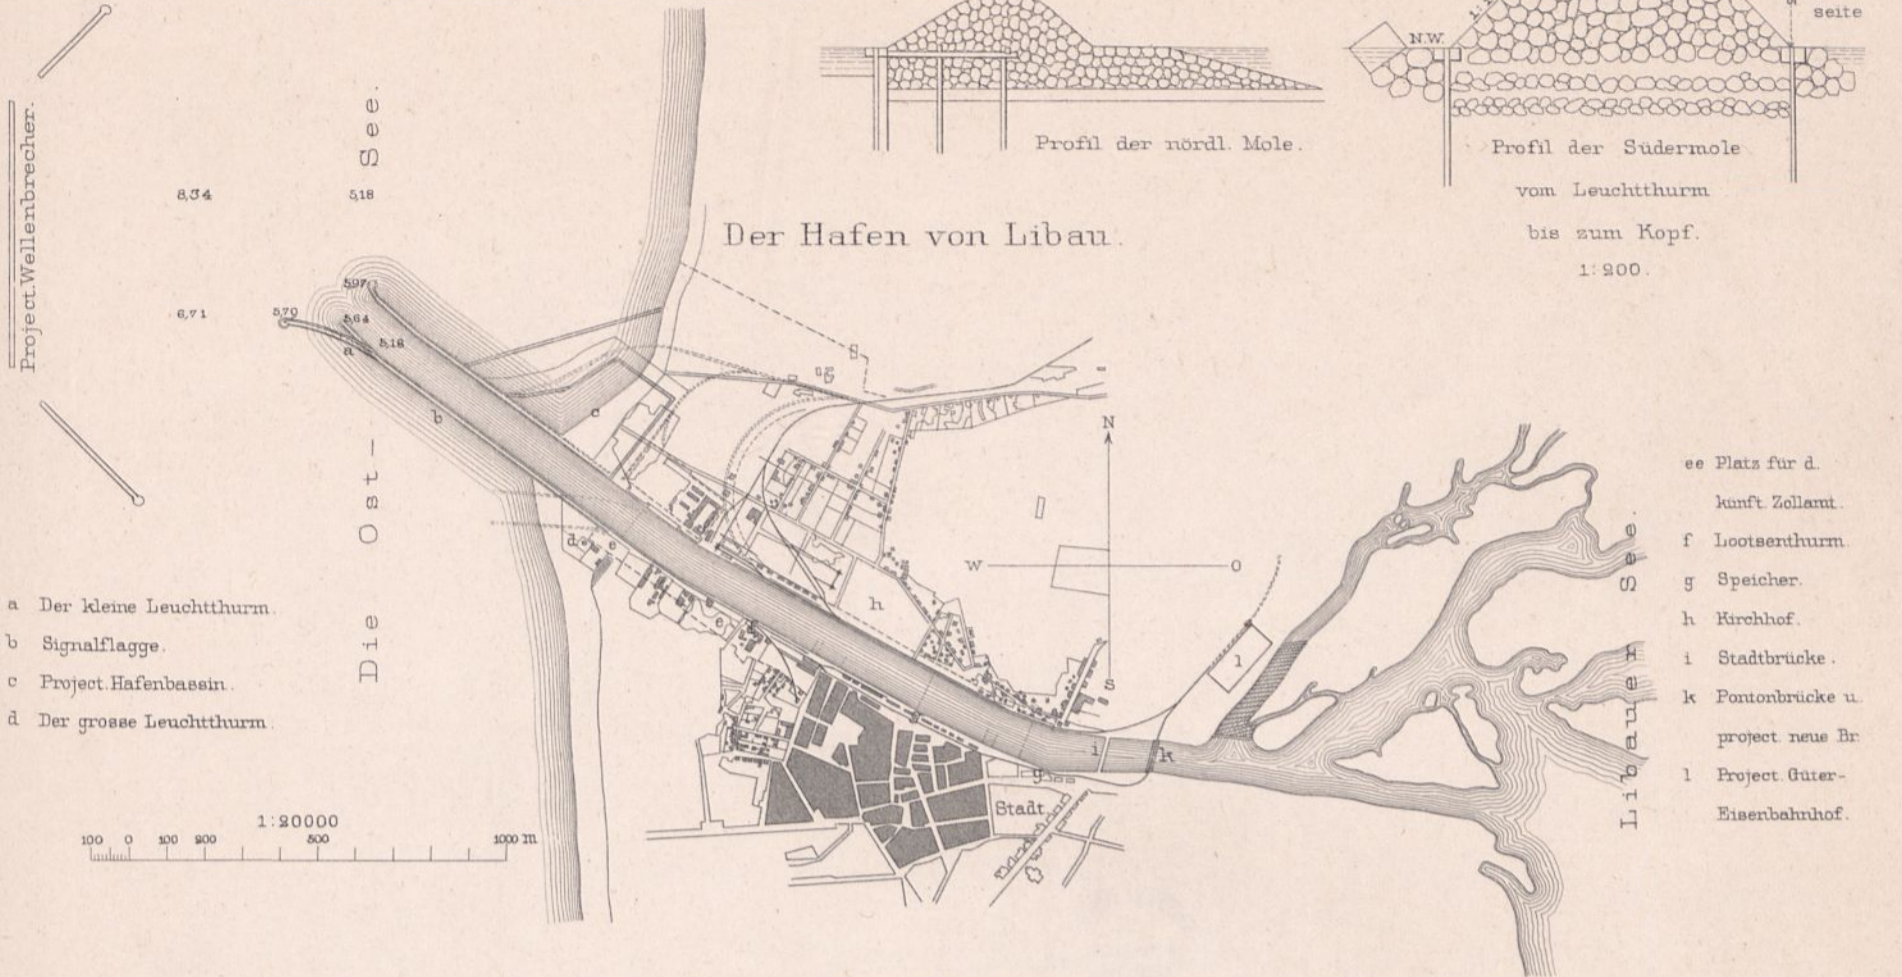 seite
N.W.
Profil der nördl. Mole.
Profil der Südermole
vom Leuchtthurm
bis zum Kopf.
1:200.
Der Hafen von Libau.
Project. Wellenbrecher.
Die Ost-See.
8,34
5,18
6,71
5,70
5,97
5,64
5,18
a
b
c
d
e
e
f
h
i
k
l
g
N
W
O
S
Stadt
Libauer See.
a Der kleine Leuchtthurm.
b Signalflagge.
c Project. Hafenbassin.
d Der grosse Leuchtthurm.
ee Platz für d.
künft. Zollamt.
f Lootsenthurm.
g Speicher.
h Kirchhof.
i Stadtbrücke.
k Pontonbrücke u.
project. neue Br.
l Project. Güter-
Eisenbahnhof.
1:20000
100 0 100 200 500 1000 m